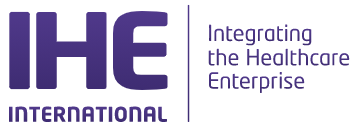 IHE
INTERNATIONAL
Integrating
the Healthcare
Enterprise